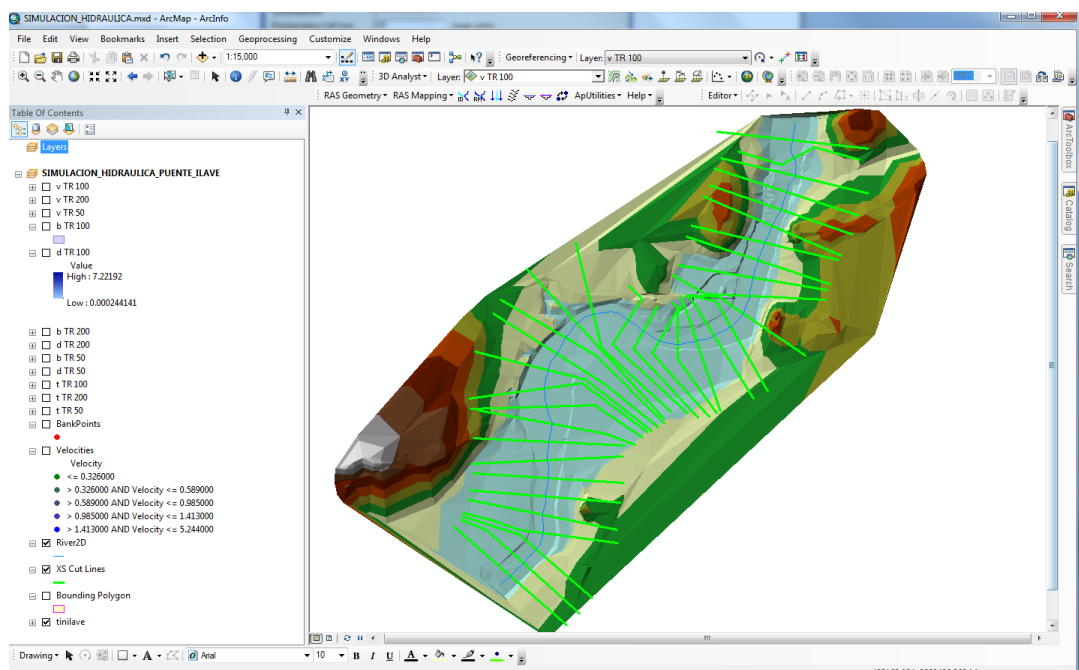 SIMULACION_HIDRAULICA.mxd - ArcMap - ArcInfo
File Edit View Bookmarks Insert Selection Geoprocessing Customize Windows Help
1:15,000 Georeferencing Layer: v TR 100
3D Analyst Layer: v TR 100
RAS Geometry RAS Mapping ApUtilities Help Editor
Table Of Contents
Layers
SIMULACION_HIDRAULICA_PUENTE_ILAVE
v TR 100
v TR 200
v TR 50
b TR 100
d TR 100
Value
High : 7.22192
Low : 0.000244141
b TR 200
d TR 200
b TR 50
d TR 50
t TR 100
t TR 200
t TR 50
BankPoints
Velocities
Velocity
<= 0.326000
> 0.326000 AND Velocity <= 0.589000
> 0.589000 AND Velocity <= 0.985000
> 0.985000 AND Velocity <= 1.413000
> 1.413000 AND Velocity <= 5.244000
River2D
XS Cut Lines
Bounding Polygon
tinilave
ArcToolbox
Catalog
Search
Drawing A Arial 10 B I U A